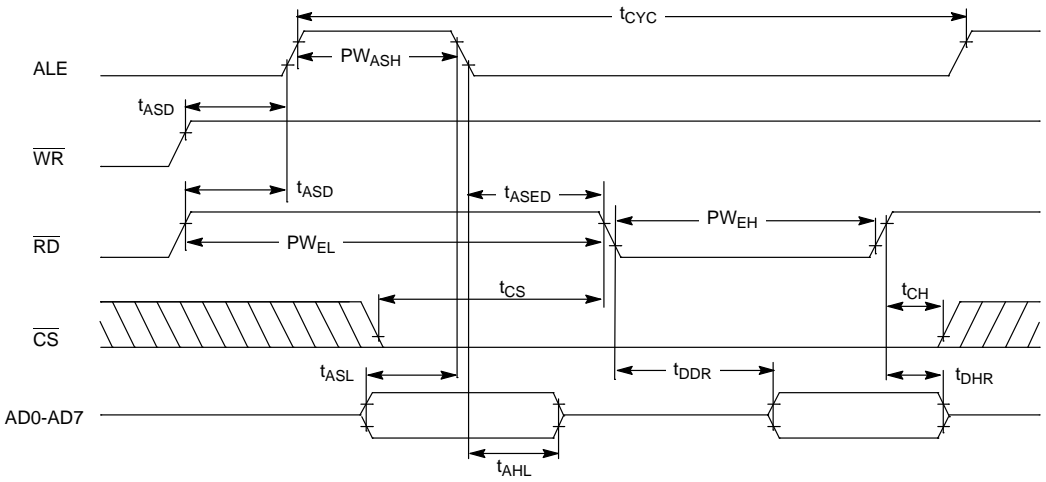 tCYC
ALE
PWASH
tASD
WR
tASD
tASED
RD
PWEL
PWEH
tCS
tCH
CS
tASL
tDDR
tDHR
AD0-AD7
tAHL